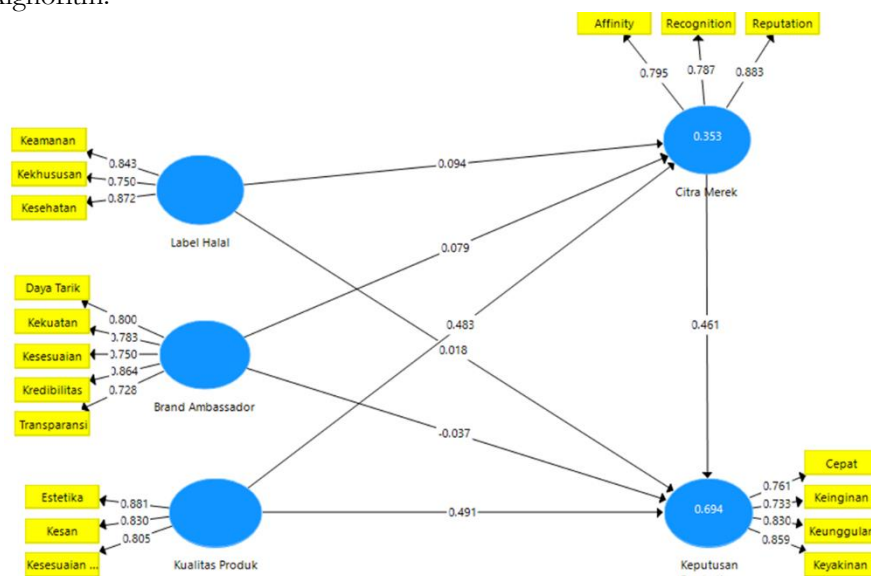 Affinity
Recognition
Reputation
0.795
0.787
0.883
0.353
Citra Merek
Keamanan
Kekhususan
Kesehatan
0.843
0.750
0.872
Label Halal
0.094
0.079
0.483
0.018
0.461
Daya Tarik
Kekuatan
Kesesuaian
Kredibilitas
Transparansi
0.800
0.783
0.750
0.864
0.728
Brand Ambassador
-0.037
Estetika
Kesan
Kesesuaian ...
0.881
0.830
0.805
Kualitas Produk
0.491
0.694
Keputusan
0.761
0.733
0.830
0.859
Cepat
Keinginan
Keunggulan
Keyakinan